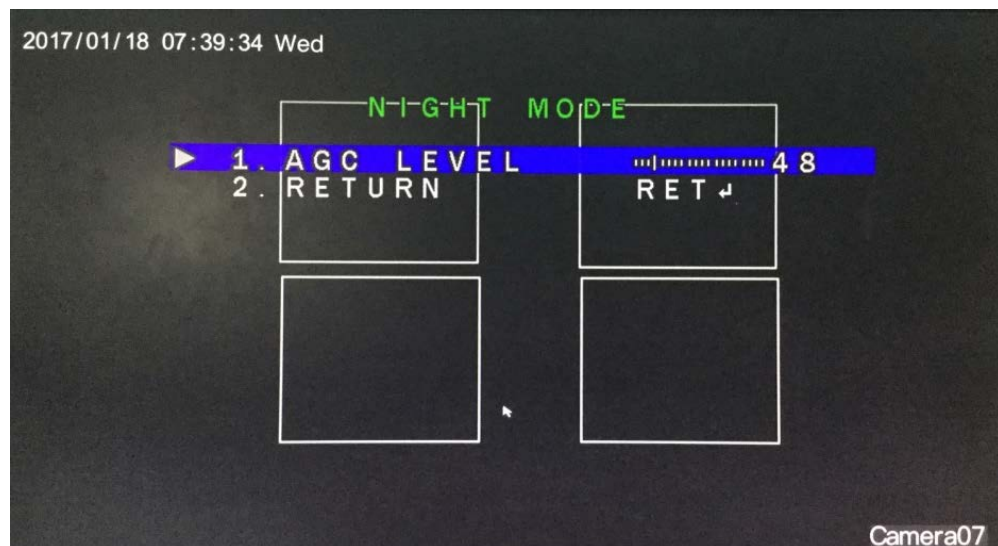 2017/01/18 07:39:34 Wed
NIGHT MODE
1. AGC LEVEL 48
2. RETURN RET↲
Camera07